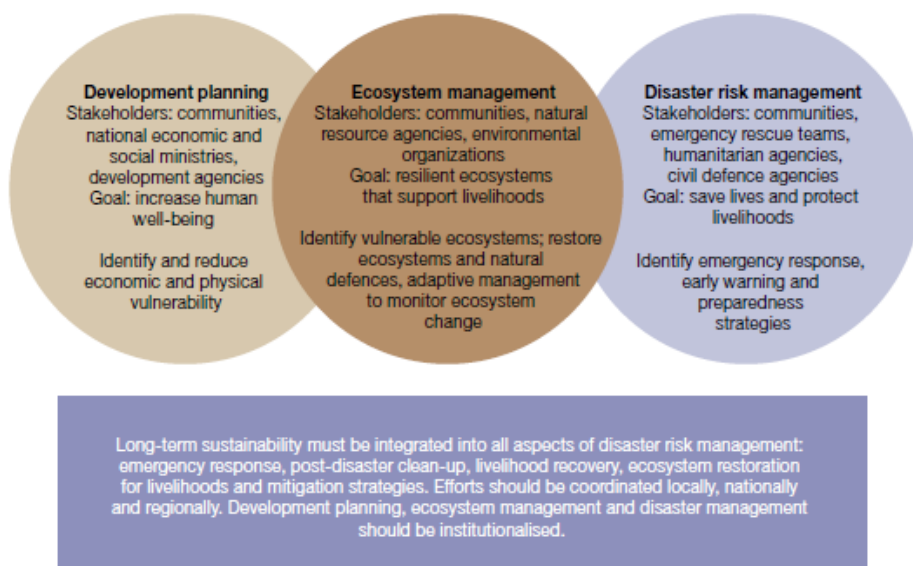 Development planning
Stakeholders: communities,
national economic and
social ministries,
development agencies
Goal: increase human
well-being
Identify and reduce
economic and physical
vulnerability
Ecosystem management
Stakeholders: communities, natural
resource agencies, environmental
organizations
Goal: resilient ecosystems
that support livelihoods
Identify vulnerable ecosystems; restore
ecosystems and natural
defences, adaptive management
to monitor ecosystem
change
Disaster risk management
Stakeholders: communities,
emergency rescue teams,
humanitarian agencies,
civil defence agencies
Goal: save lives and protect
livelihoods
Identify emergency response,
early warning and
preparedness
strategies
Long-term sustainability must be integrated into all aspects of disaster risk management:
emergency response, post-disaster clean-up, livelihood recovery, ecosystem restoration
for livelihoods and mitigation strategies. Efforts should be coordinated locally, nationally
and regionally. Development planning, ecosystem management and disaster management
should be institutionalised.